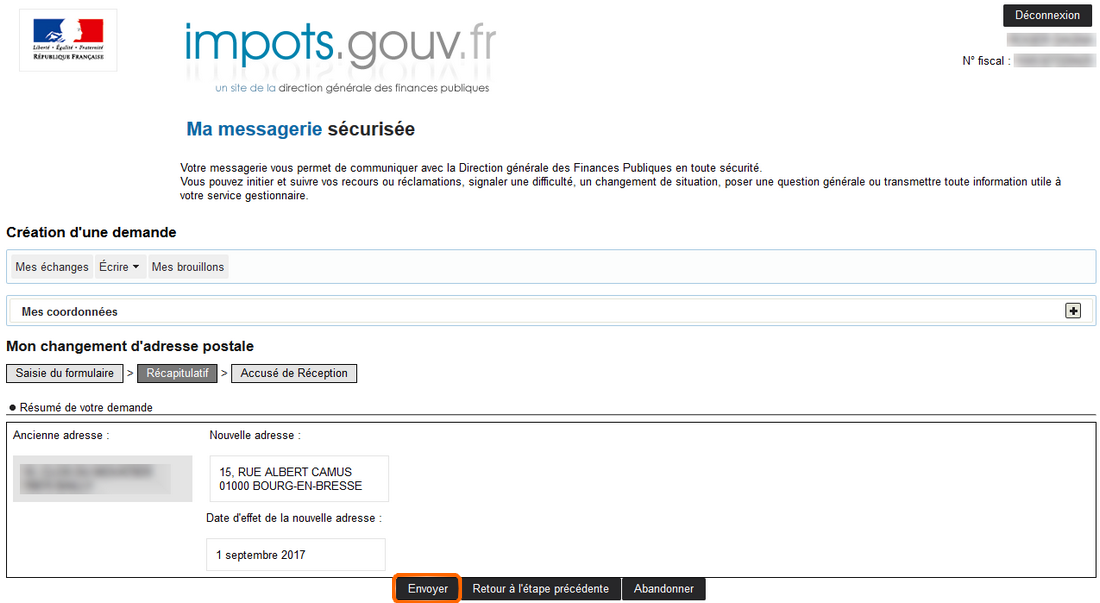 Déconnexion
Liberté • Égalité • Fraternité
RÉPUBLIQUE FRANÇAISE
impots.gouv.fr
N° fiscal :
un site de la direction générale des finances publiques
Ma messagerie sécurisée
Votre messagerie vous permet de communiquer avec la Direction générale des Finances Publiques en toute sécurité.
Vous pouvez initier et suivre vos recours ou réclamations, signaler une difficulté, un changement de situation, poser une question générale ou transmettre toute information utile à
votre service gestionnaire.
Création d'une demande
Mes échanges Écrire Mes brouillons
Mes coordonnées
Mon changement d'adresse postale
Saisie du formulaire > Récapitulatif > Accusé de Réception
Résumé de votre demande
Ancienne adresse : Nouvelle adresse :
15, RUE ALBERT CAMUS
01000 BOURG-EN-BRESSE
Date d'effet de la nouvelle adresse :
1 septembre 2017
Envoyer Retour à l'étape précédente Abandonner